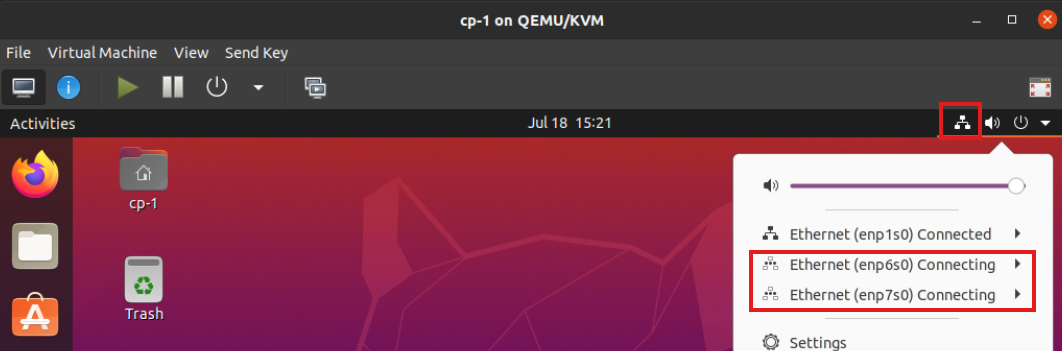 cp-1 on QEMU/KVM
File Virtual Machine View Send Key
Activities
Jul 18 15:21
cp-1
Trash
Ethernet (enp1s0) Connected
Ethernet (enp6s0) Connecting
Ethernet (enp7s0) Connecting
Settings